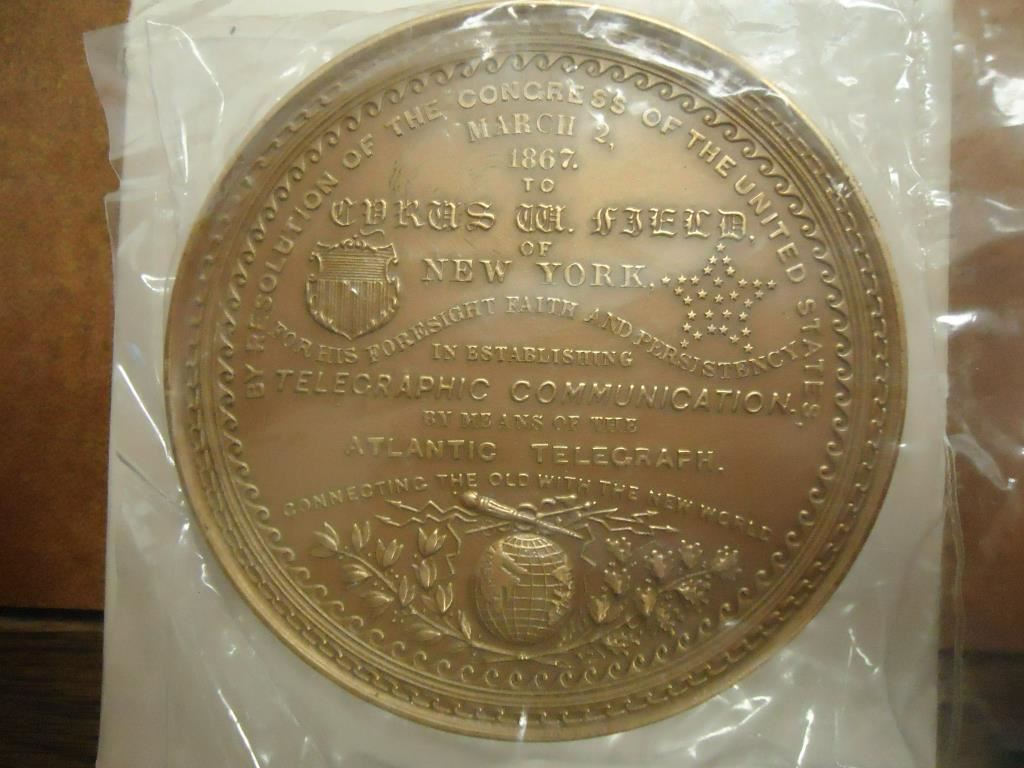 BY RESOLUTION OF THE CONGRESS OF THE UNITED STATES,
MARCH 2,
1867.
TO
CYRUS W. FIELD,
OF
NEW YORK,
FOR HIS FORESIGHT FAITH AND PERSISTENCY,
IN ESTABLISHING
TELEGRAPHIC COMMUNICATION,
BY MEANS OF THE
ATLANTIC TELEGRAPH.
CONNECTING THE OLD WITH THE NEW WORLD